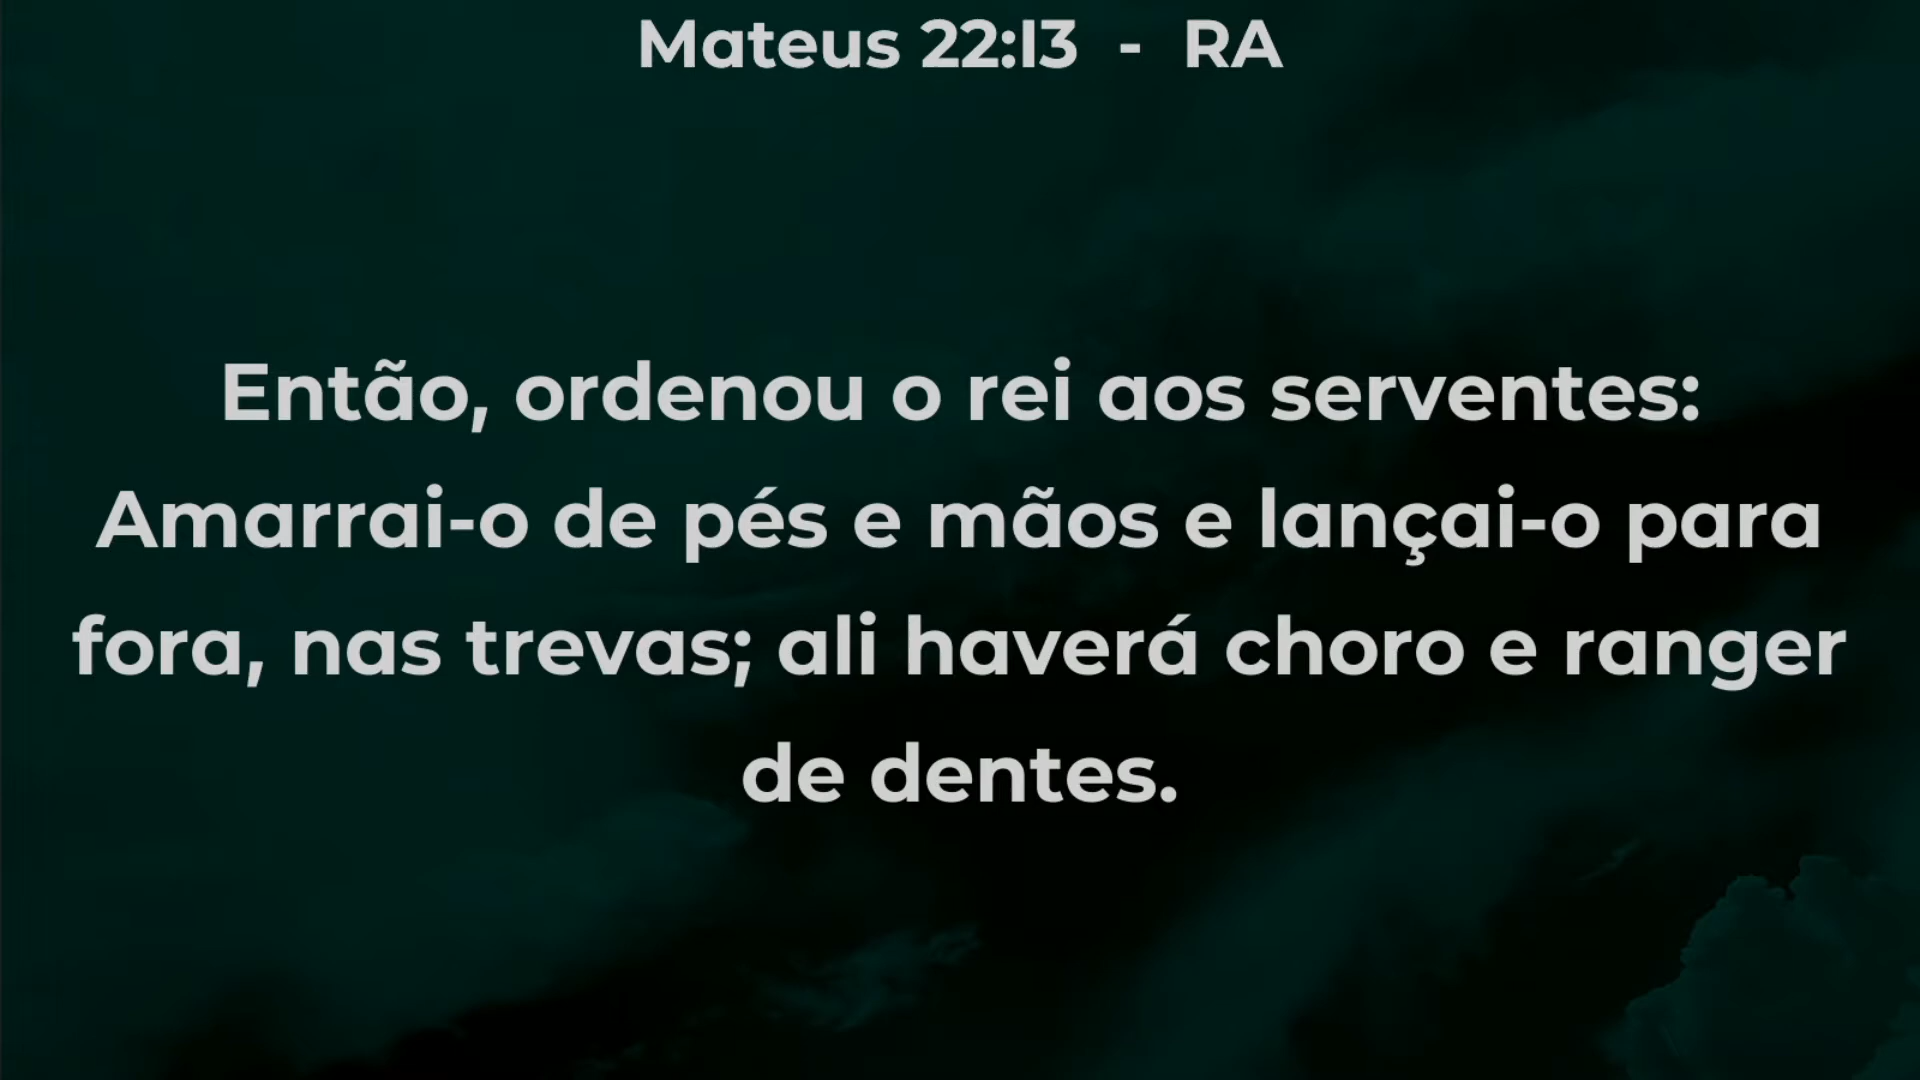 Mateus 22:13 - RA
Então, ordenou o rei aos serventes:
Amarrai-o de pés e mãos e lançai-o para
fora, nas trevas; ali haverá choro e ranger
de dentes.